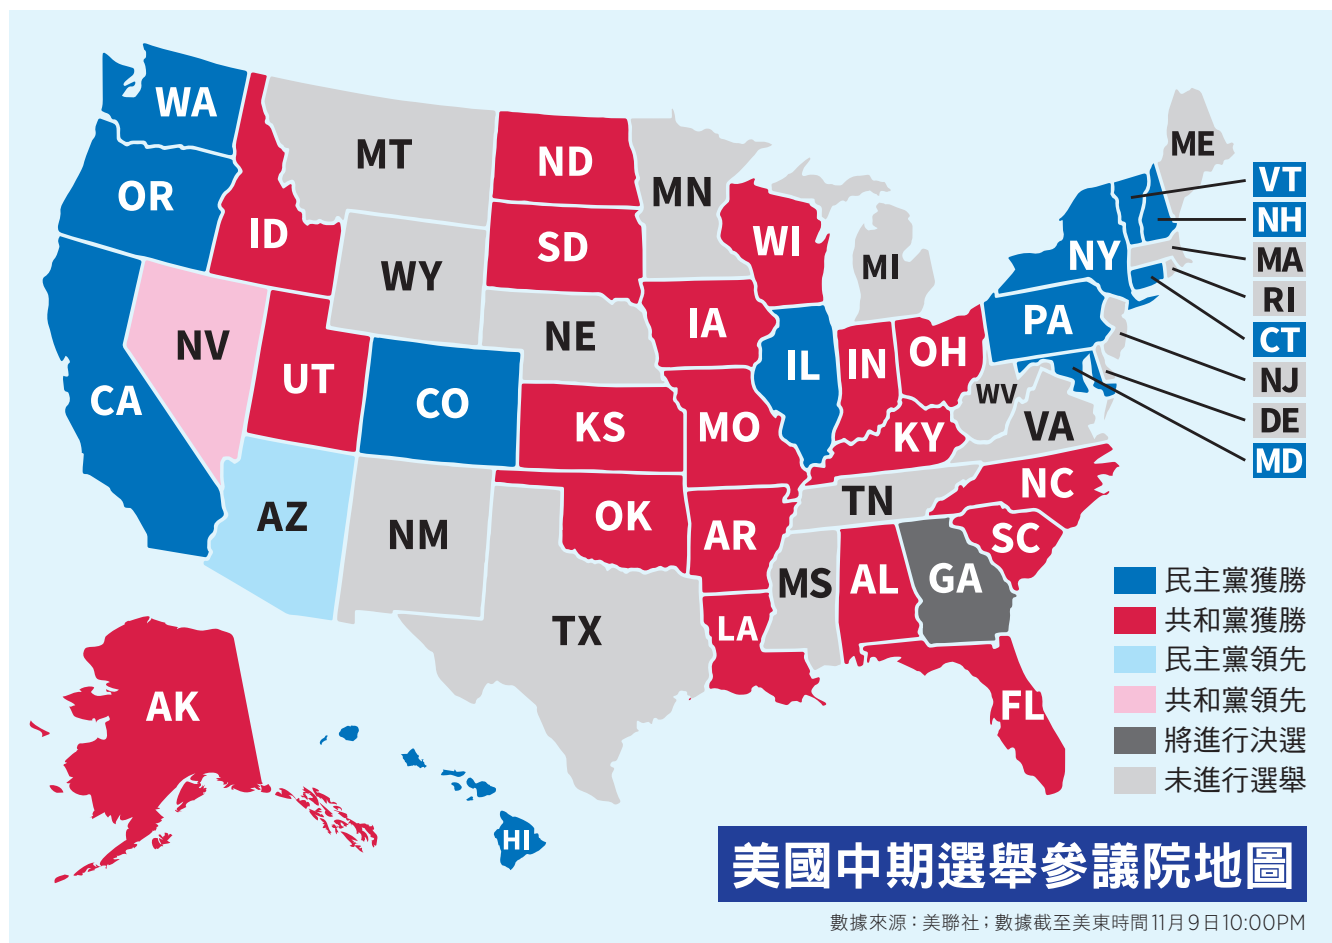 WA
MT
ND
MN
ME
OR
ID
SD
WI
MI
NY
VT
NH
MA
RI
CT
NJ
DE
MD
WY
NV
UT
CA
CO
NE
IA
IL
IN
OH
PA
WV
VA
KS
MO
KY
NC
AZ
NM
OK
AR
TN
SC
TX
LA
MS
AL
GA
FL
AK
HI
民主黨獲勝
共和黨獲勝
民主黨領先
共和黨領先
將進行決選
未進行選舉
美國中期選舉參議院地圖
數據來源：美聯社；數據截至美東時間11月9日10:00PM